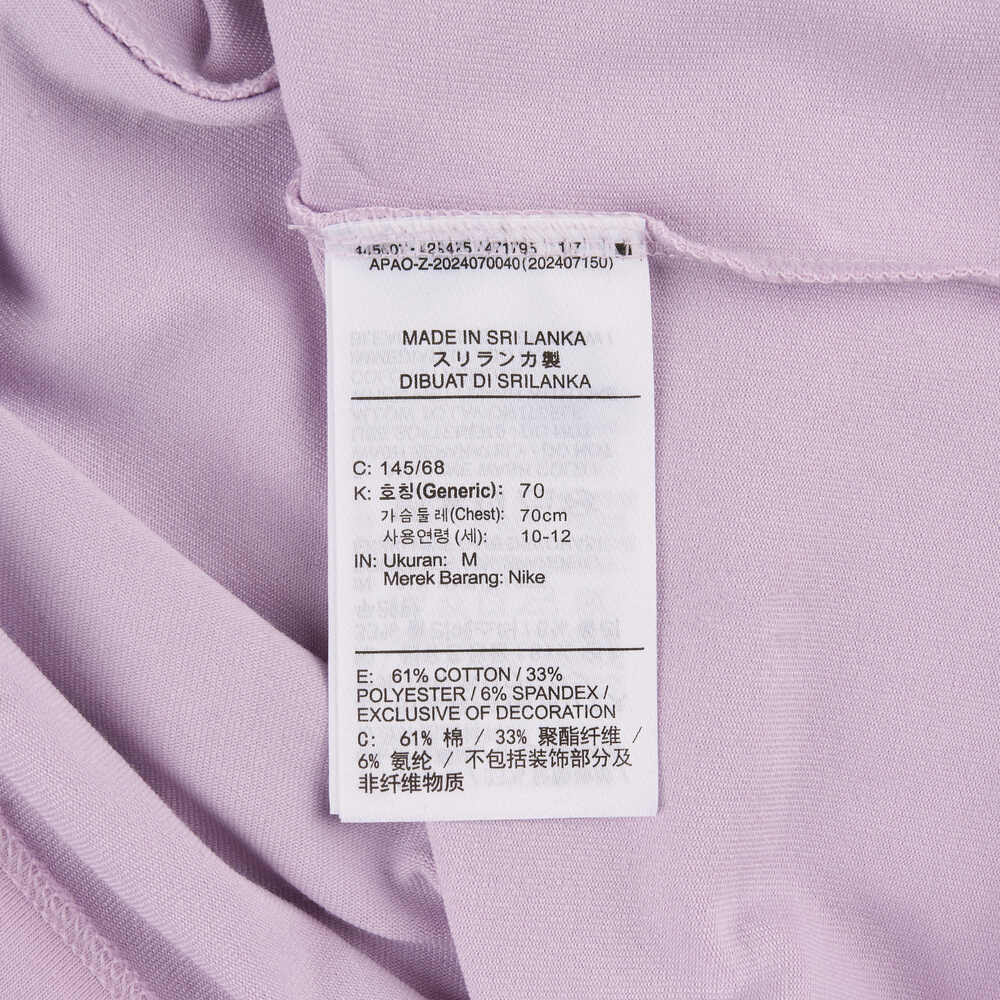 APAO-Z-2024070040(20240715U)
MADE IN SRI LANKA
スリランカ製
DIBUAT DI SRILANKA
C: 145/68
K: 호칭(Generic): 70
가슴둘레(Chest): 70cm
사용연령 (세): 10-12
IN: Ukuran: M
Merek Barang: Nike
E: 61% COTTON / 33%
POLYESTER / 6% SPANDEX /
EXCLUSIVE OF DECORATION
C: 61% 棉 / 33% 聚酯纤维 /
6% 氨纶 / 不包括装饰部分及
非纤维物质